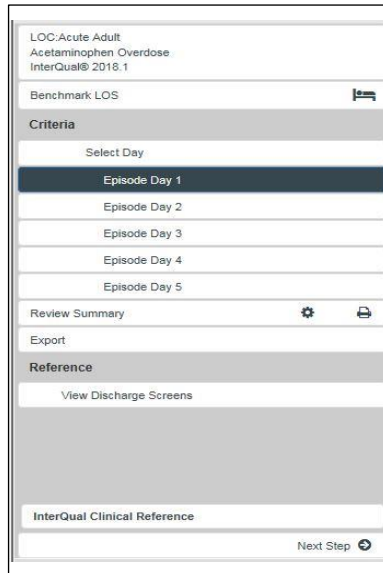 LOC:Acute Adult
Acetaminophen Overdose
InterQual® 2018.1
Benchmark LOS
Criteria
Select Day
Episode Day 1
Episode Day 2
Episode Day 3
Episode Day 4
Episode Day 5
Review Summary
Export
Reference
View Discharge Screens
InterQual Clinical Reference
Next Step